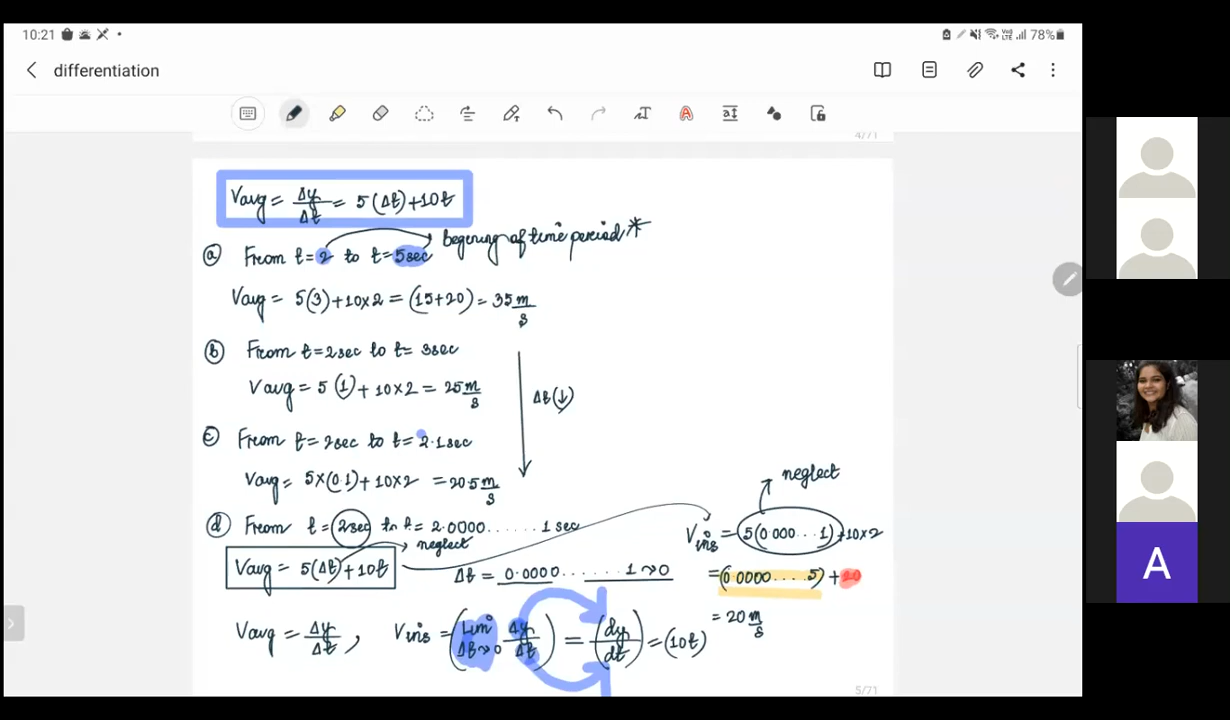 10:21
78%
differentiation
4/71
Vavg = Δy/Δt = 5(Δt)+10t
begening of time period *
(a) From t=2 to t=5sec
Vavg = 5(3)+10×2 = (15+20) = 35 m/s
(b) From t=2sec to t= 3sec
Vavg = 5(1)+10×2 = 25 m/s
Δt(↓)
(c) From t=2sec to t=2.1sec
Vavg = 5×(0.1)+10×2 = 20.5 m/s
neglect
(d) From t=(2sec) to t= 2.0000......1 sec
neglect
Vins = 5(0.000...1)+10×2
Vavg = 5(Δt)+10t
Δt = 0.0000......1→0
=(0.0000....5)+20
= 20 m/s
Vavg = Δy/Δt, Vins = (Lim Δt→0 Δy/Δt) = (dy/dt) = (10t)
5/71
A